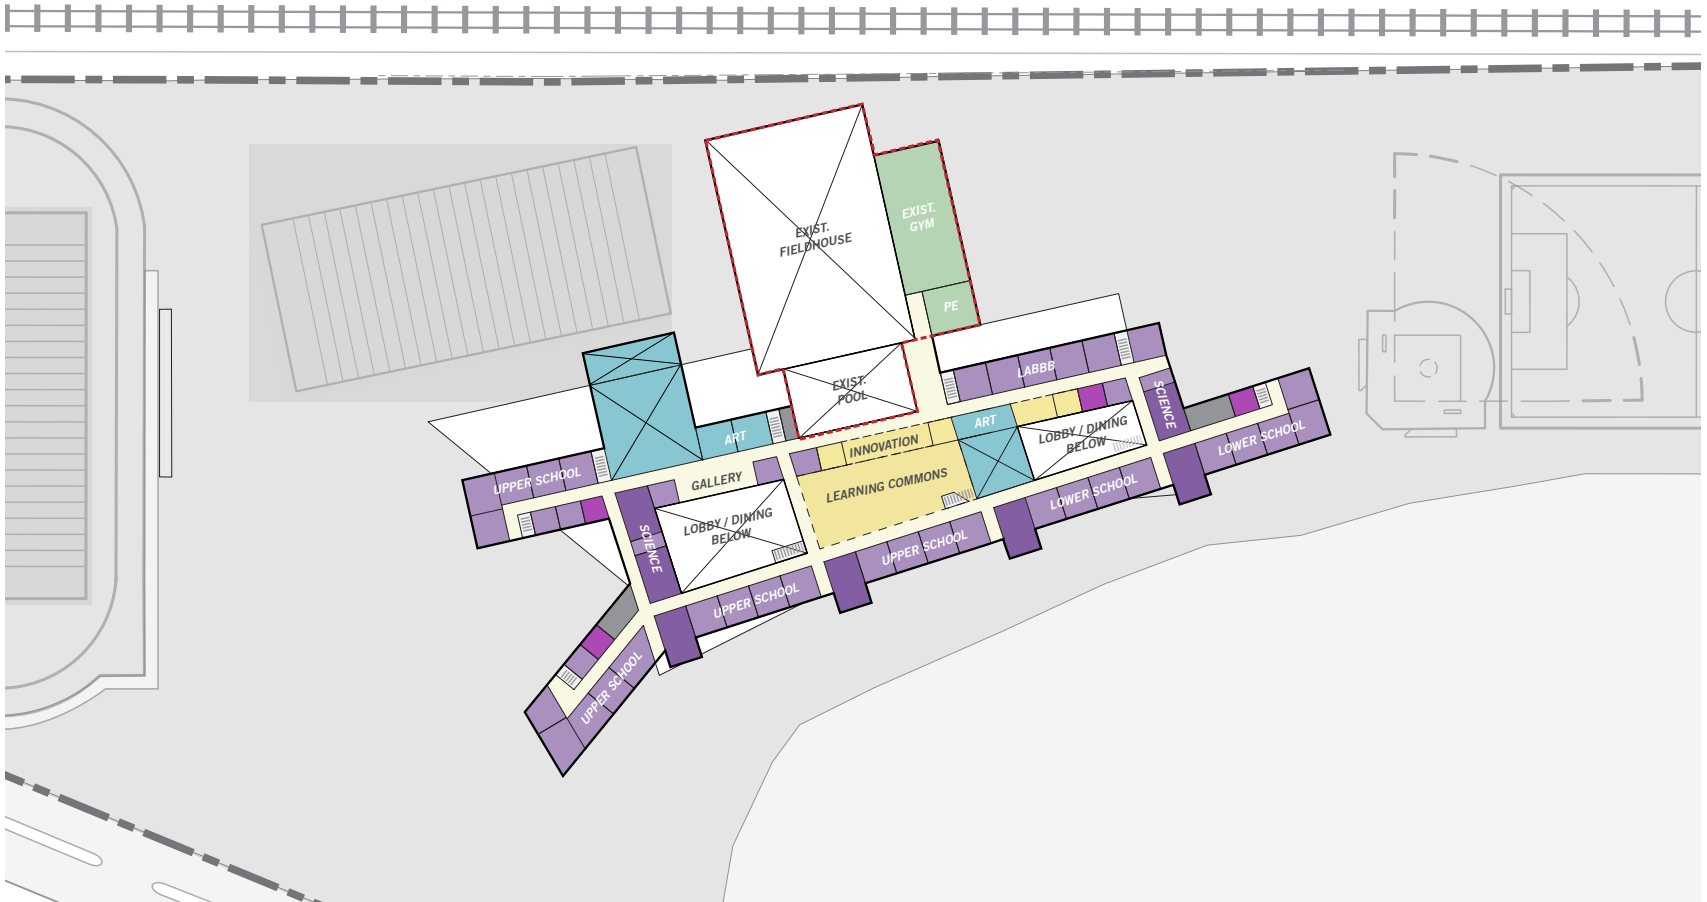 EXIST.
FIELDHOUSE
EXIST.
GYM
PE
EXIST.
POOL
LABBB
SCIENCE
ART
ART
INNOVATION
LOBBY / DINING
BELOW
LOWER SCHOOL
UPPER SCHOOL
GALLERY
LEARNING COMMONS
LOWER SCHOOL
LOBBY / DINING
BELOW
SCIENCE
UPPER SCHOOL
UPPER SCHOOL
UPPER SCHOOL